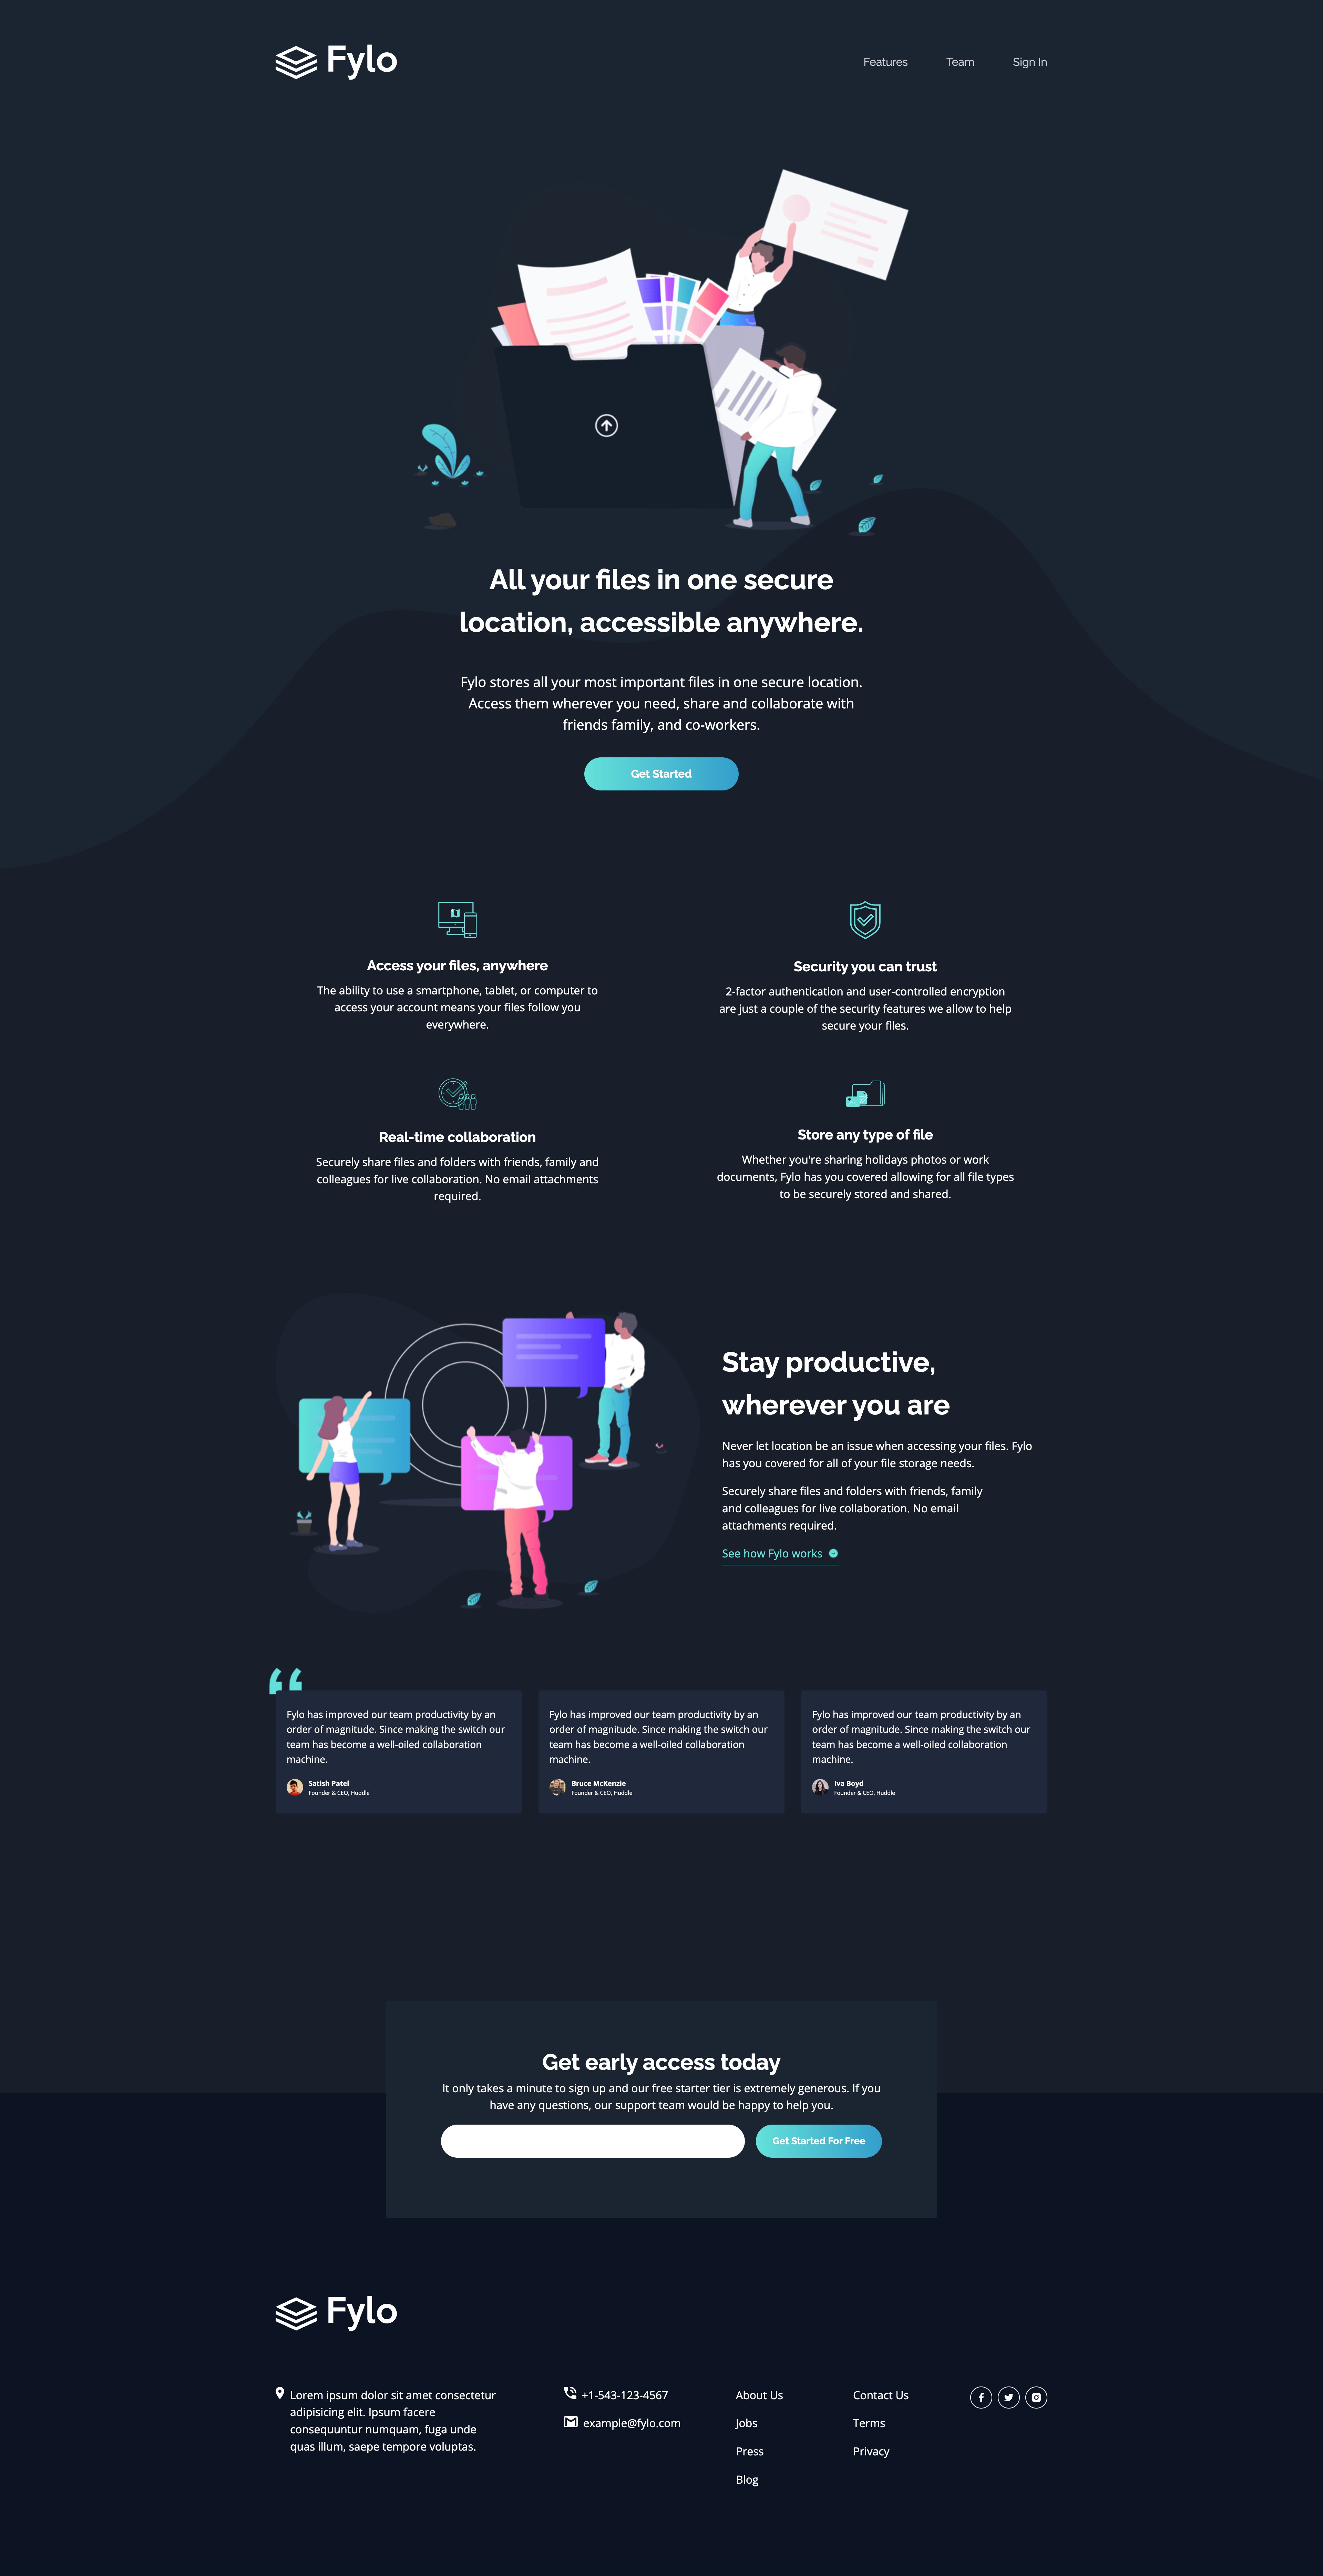 Fylo
Features
Team
Sign In
All your files in one secure
location, accessible anywhere.
Fylo stores all your most important files in one secure location.
Access them wherever you need, share and collaborate with
friends family, and co-workers.
Get Started
Access your files, anywhere
The ability to use a smartphone, tablet, or computer to
access your account means your files follow you
everywhere.
Security you can trust
2-factor authentication and user-controlled encryption
are just a couple of the security features we allow to help
secure your files.
Real-time collaboration
Securely share files and folders with friends, family and
colleagues for live collaboration. No email attachments
required.
Store any type of file
Whether you're sharing holidays photos or work
documents, Fylo has you covered allowing for all file types
to be securely stored and shared.
Stay productive,
wherever you are
Never let location be an issue when accessing your files. Fylo
has you covered for all of your file storage needs.
Securely share files and folders with friends, family
and colleagues for live collaboration. No email
attachments required.
See how Fylo works
“
Fylo has improved our team productivity by an
order of magnitude. Since making the switch our
team has become a well-oiled collaboration
machine.
Satish Patel
Founder & CEO, Huddle
Fylo has improved our team productivity by an
order of magnitude. Since making the switch our
team has become a well-oiled collaboration
machine.
Bruce McKenzie
Founder & CEO, Huddle
Fylo has improved our team productivity by an
order of magnitude. Since making the switch our
team has become a well-oiled collaboration
machine.
Iva Boyd
Founder & CEO, Huddle
Get early access today
It only takes a minute to sign up and our free starter tier is extremely generous. If you
have any questions, our support team would be happy to help you.
Get Started For Free
Fylo
Lorem ipsum dolor sit amet consectetur
adipisicing elit. Ipsum facere
consequuntur numquam, fuga unde
quas illum, saepe tempore voluptas.
+1-543-123-4567
example@fylo.com
About Us
Jobs
Press
Blog
Contact Us
Terms
Privacy